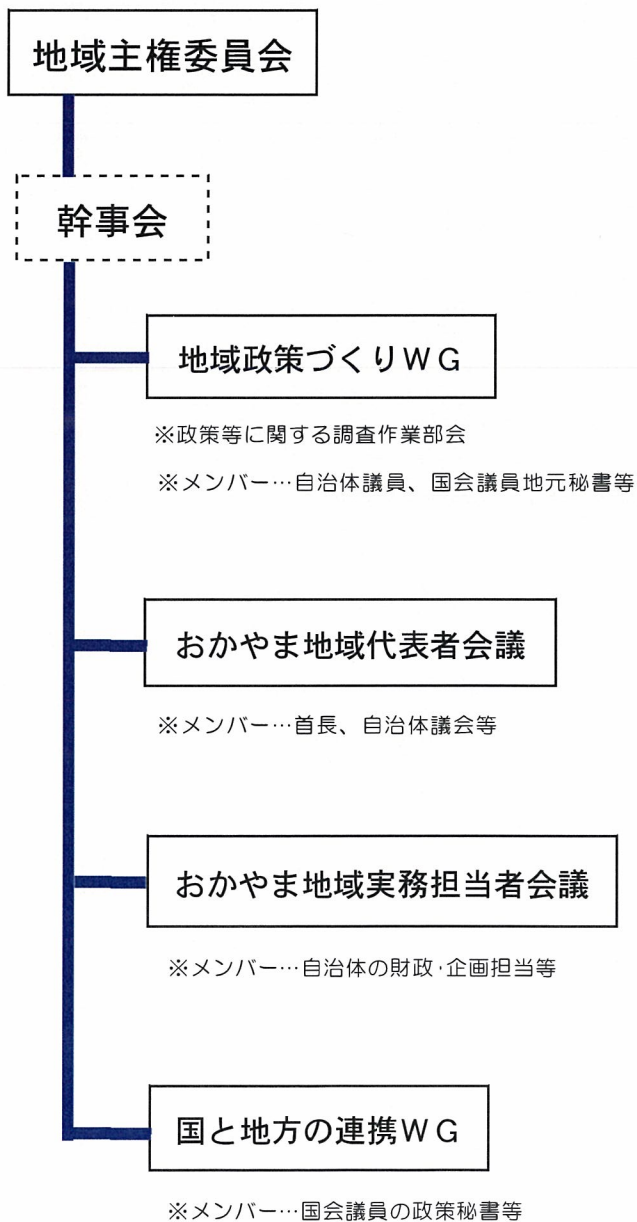 地域主権委員会
幹事会
地域政策づくりＷＧ
※政策等に関する調査作業部会
※メンバー…自治体議員、国会議員地元秘書等
おかやま地域代表者会議
※メンバー…首長、自治体議会等
おかやま地域実務担当者会議
※メンバー…自治体の財政・企画担当等
国と地方の連携ＷＧ
※メンバー…国会議員の政策秘書等